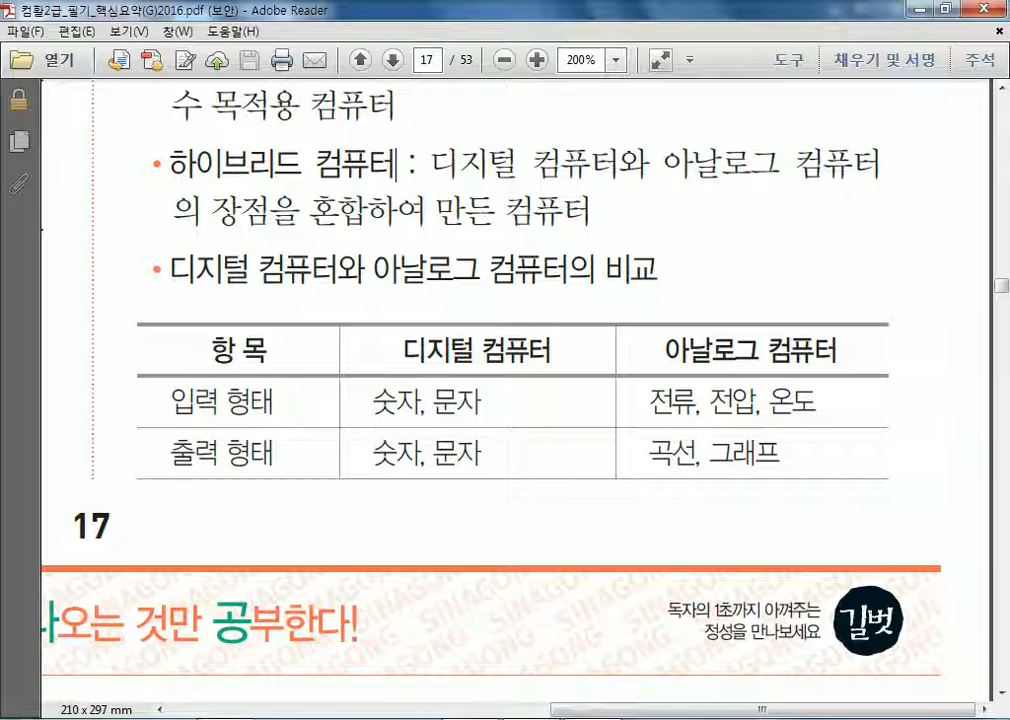 컴활2급_필기_핵심요약(G)2016.pdf (보안) - Adobe Reader
파일(F) 편집(E) 보기(V) 창(W) 도움말(H)
열기 17 / 53 200% 도구 채우기 및 서명 주석
수 목적용 컴퓨터
• 하이브리드 컴퓨터 : 디지털 컴퓨터와 아날로그 컴퓨터
의 장점을 혼합하여 만든 컴퓨터
• 디지털 컴퓨터와 아날로그 컴퓨터의 비교
항 목 디지털 컴퓨터 아날로그 컴퓨터
입력 형태 숫자, 문자 전류, 전압, 온도
출력 형태 숫자, 문자 곡선, 그래프
17
나오는 것만 공부한다!
독자의 1초까지 아껴주는
정성을 만나보세요
길벗
210 x 297 mm